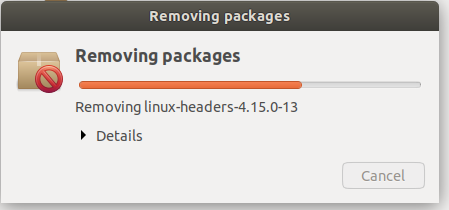 Removing packages
Removing packages
Removing linux-headers-4.15.0-13
Details
Cancel